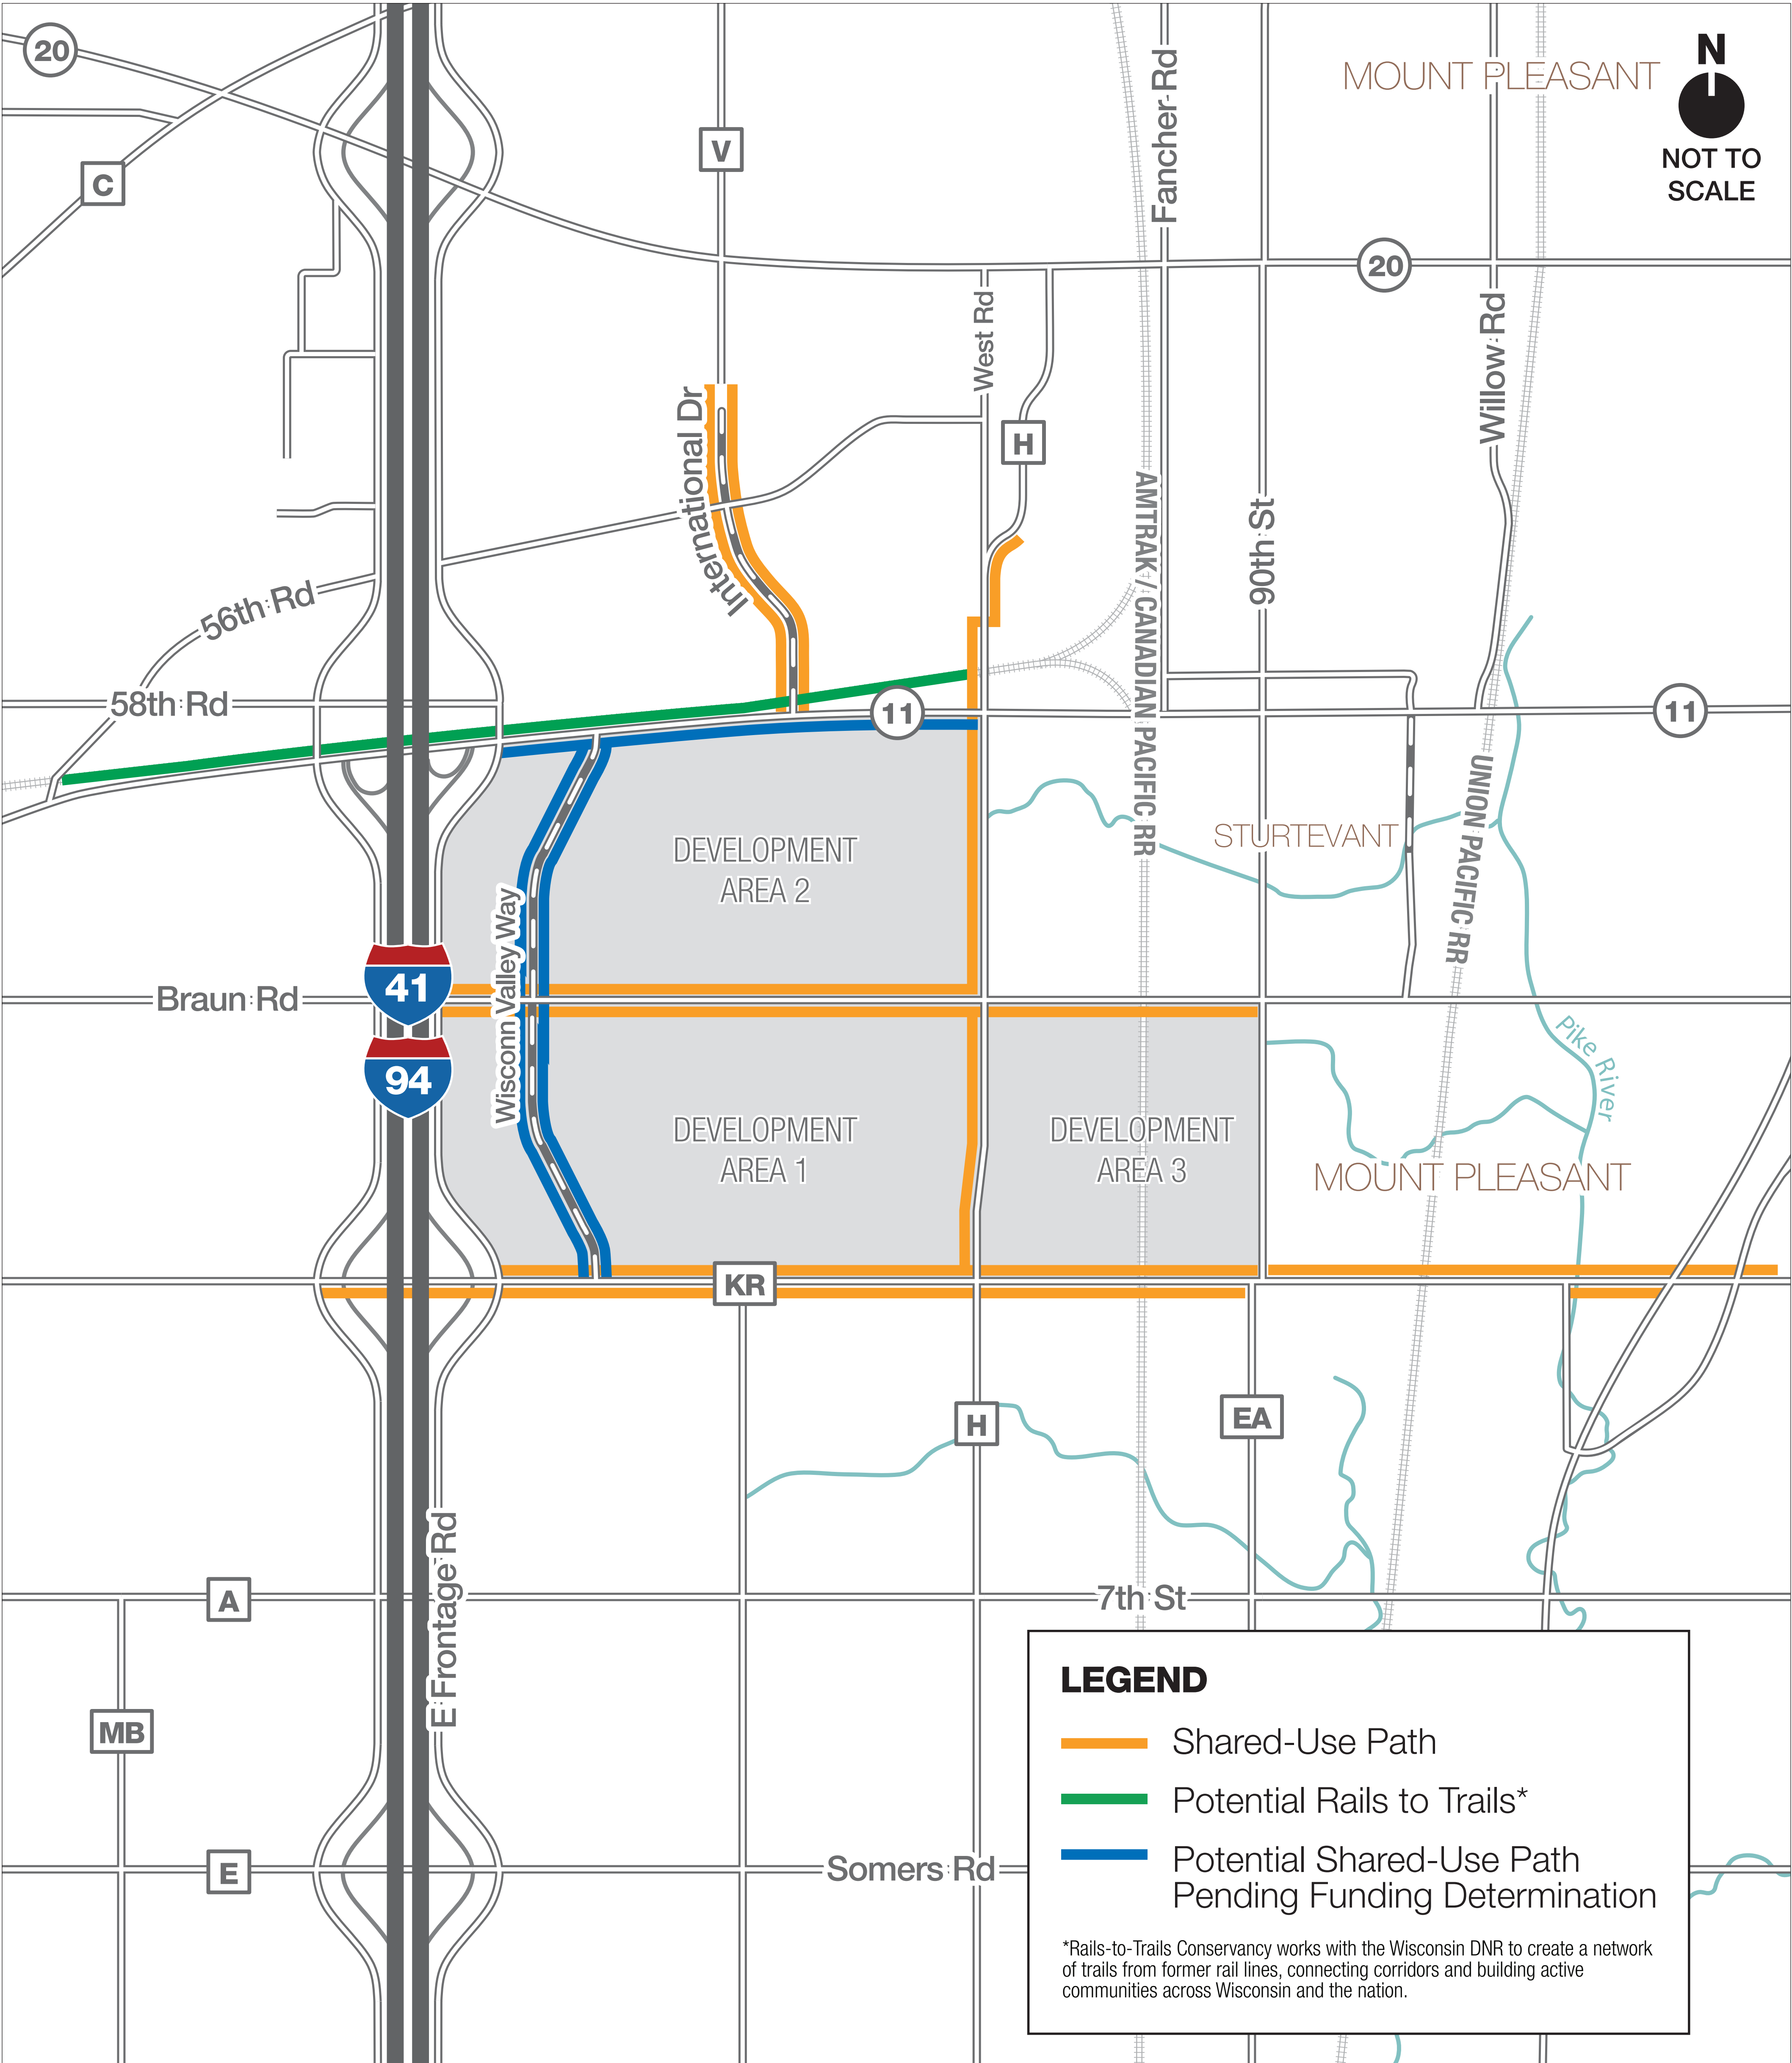 20
MOUNT PLEASANT
N
NOT TO
SCALE
C
V
Fancher Rd
20
West Rd
Willow Rd
International Dr
H
AMTRAK / CANADIAN PACIFIC RR
90th St
56th Rd
58th Rd
11
11
UNION PACIFIC RR
DEVELOPMENT
AREA 2
STURTEVANT
Wisconn Valley Way
41
Braun Rd
94
Pike River
DEVELOPMENT
AREA 1
DEVELOPMENT
AREA 3
MOUNT PLEASANT
KR
H
EA
E Frontage Rd
A
7th St
MB
E
Somers Rd
LEGEND
Shared-Use Path
Potential Rails to Trails*
Potential Shared-Use Path
Pending Funding Determination
*Rails-to-Trails Conservancy works with the Wisconsin DNR to create a network
of trails from former rail lines, connecting corridors and building active
communities across Wisconsin and the nation.